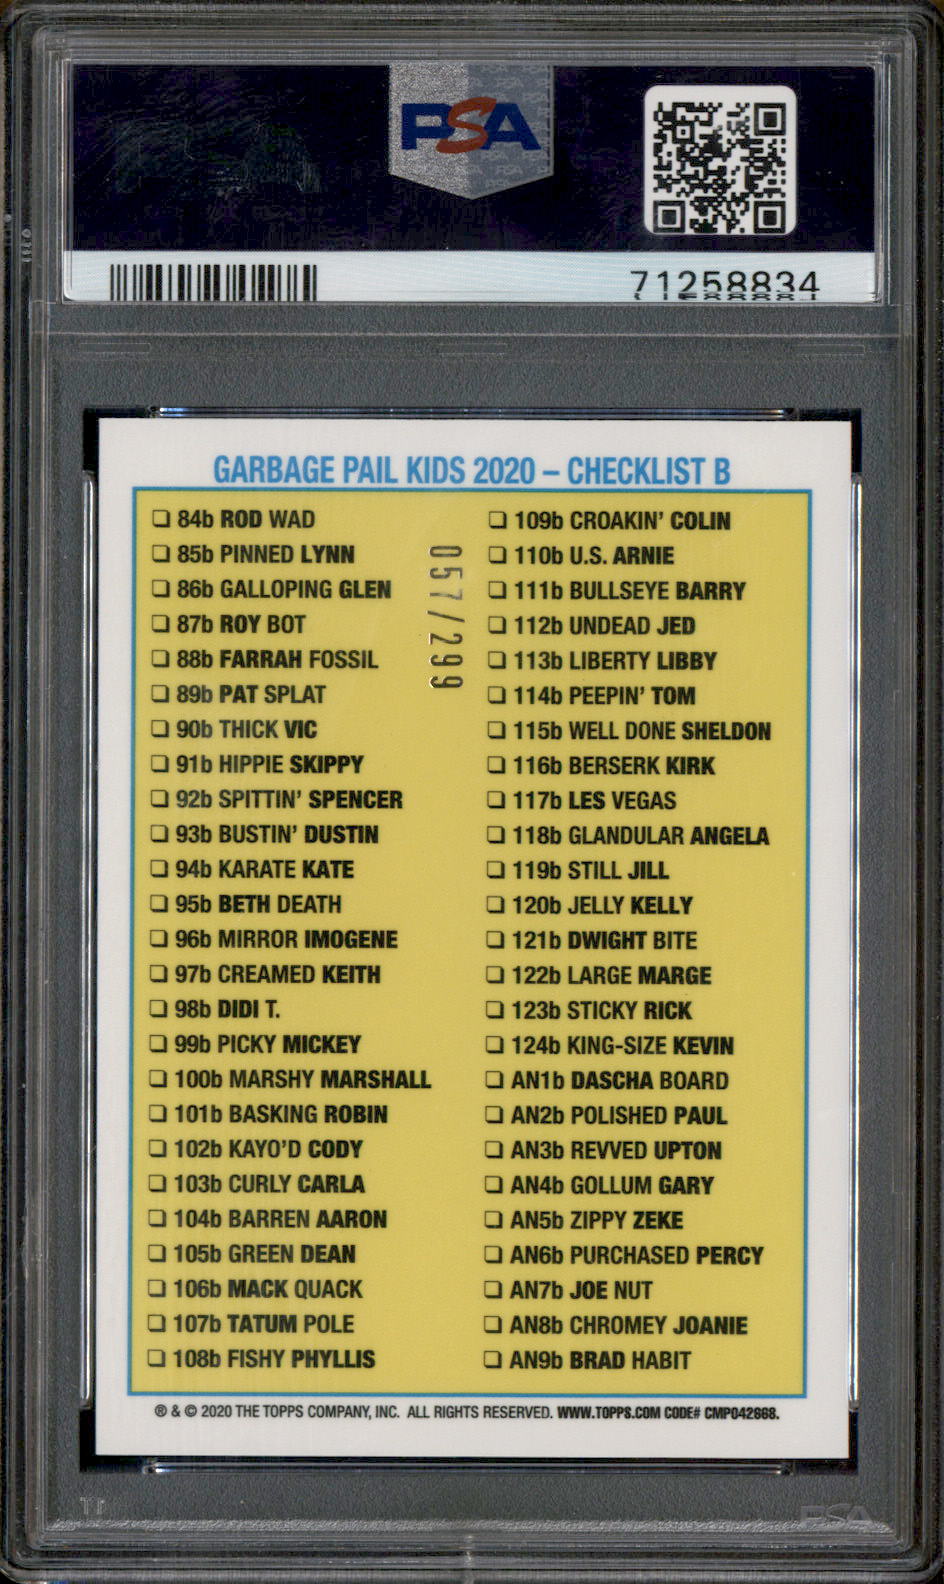 PSA
71258834
GARBAGE PAIL KIDS 2020 – CHECKLIST B
84b ROD WAD
85b PINNED LYNN
86b GALLOPING GLEN
87b ROY BOT
88b FARRAH FOSSIL
89b PAT SPLAT
90b THICK VIC
91b HIPPIE SKIPPY
92b SPITTIN' SPENCER
93b BUSTIN' DUSTIN
94b KARATE KATE
95b BETH DEATH
96b MIRROR IMOGENE
97b CREAMED KEITH
98b DIDI T.
99b PICKY MICKEY
100b MARSHY MARSHALL
101b BASKING ROBIN
102b KAYO'D CODY
103b CURLY CARLA
104b BARREN AARON
105b GREEN DEAN
106b MACK QUACK
107b TATUM POLE
108b FISHY PHYLLIS
057/299
109b CROAKIN' COLIN
110b U.S. ARNIE
111b BULLSEYE BARRY
112b UNDEAD JED
113b LIBERTY LIBBY
114b PEEPIN' TOM
115b WELL DONE SHELDON
116b BERSERK KIRK
117b LES VEGAS
118b GLANDULAR ANGELA
119b STILL JILL
120b JELLY KELLY
121b DWIGHT BITE
122b LARGE MARGE
123b STICKY RICK
124b KING-SIZE KEVIN
AN1b DASCHA BOARD
AN2b POLISHED PAUL
AN3b REVVED UPTON
AN4b GOLLUM GARY
AN5b ZIPPY ZEKE
AN6b PURCHASED PERCY
AN7b JOE NUT
AN8b CHROMEY JOANIE
AN9b BRAD HABIT
® & © 2020 THE TOPPS COMPANY, INC. ALL RIGHTS RESERVED. WWW.TOPPS.COM CODE# CMP042868.
PSA